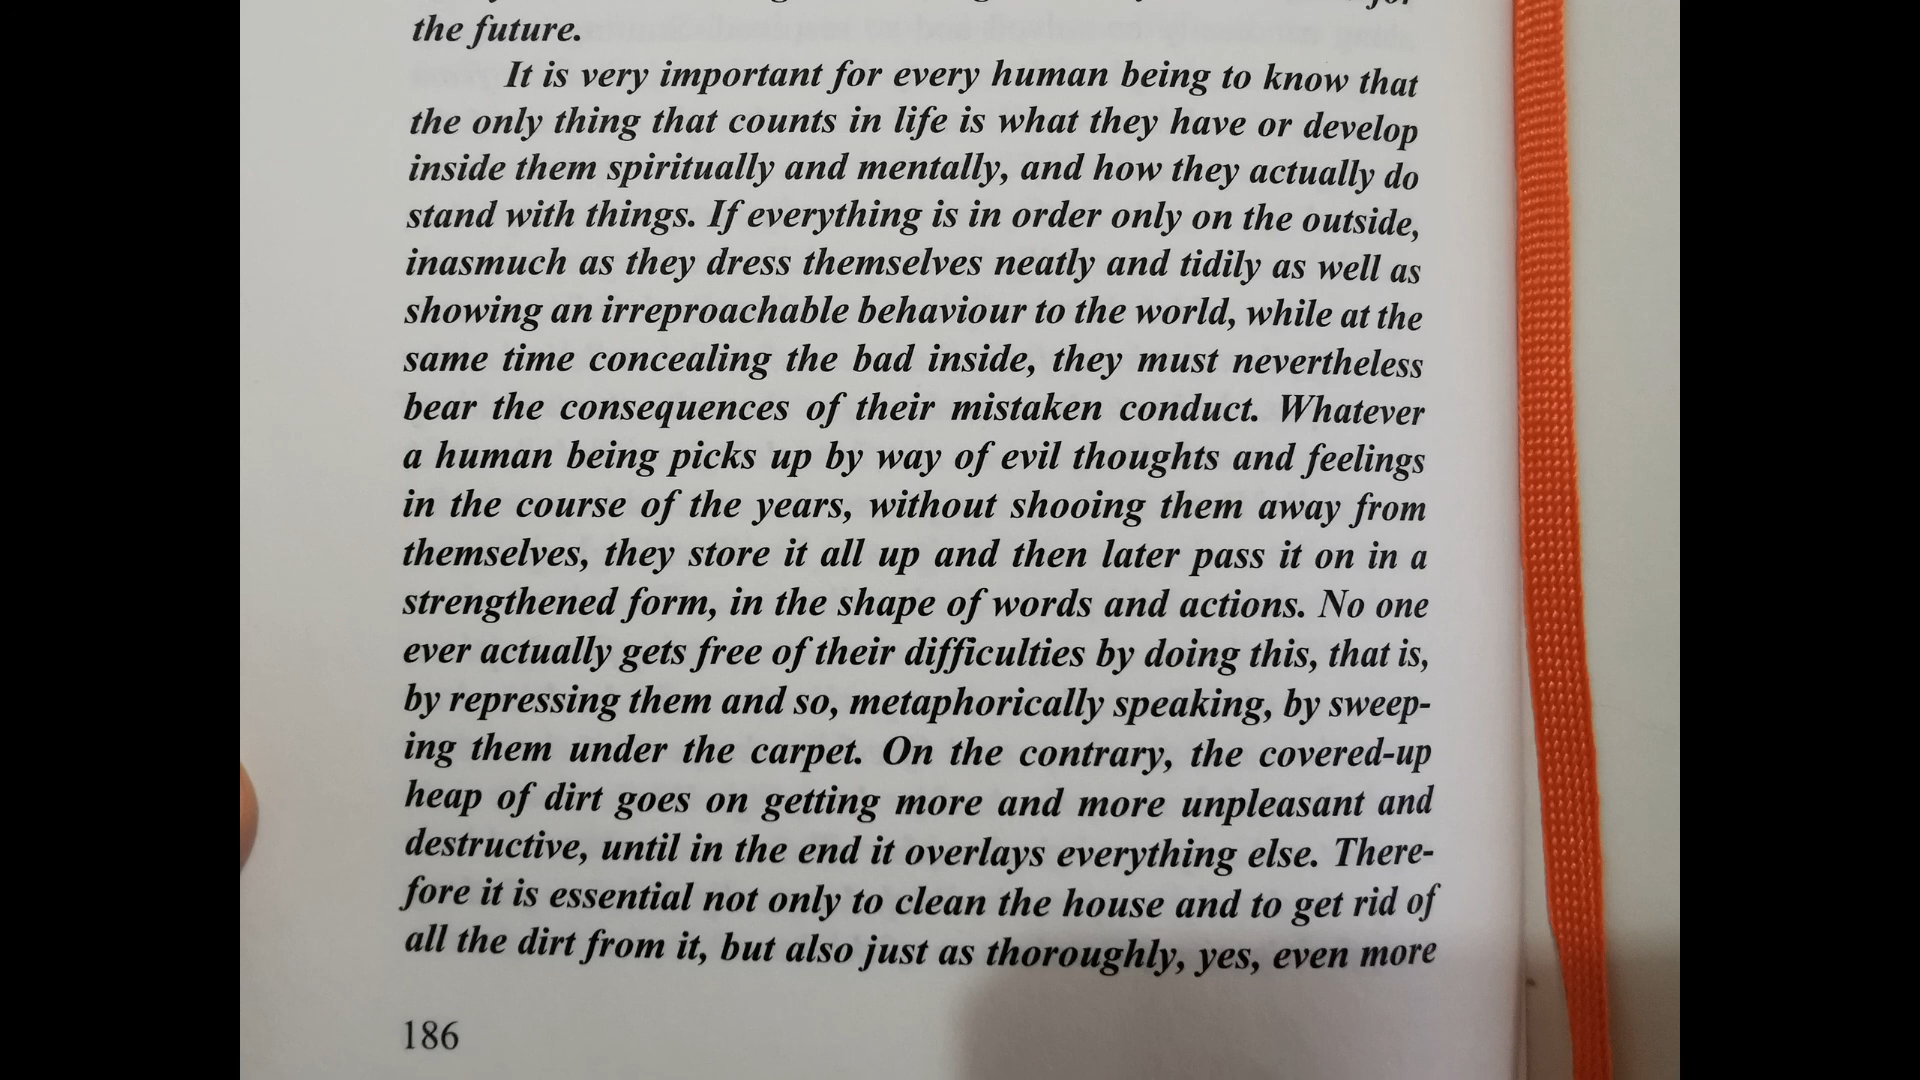 for
the future.
It is very important for every human being to know that
the only thing that counts in life is what they have or develop
inside them spiritually and mentally, and how they actually do
stand with things. If everything is in order only on the outside,
inasmuch as they dress themselves neatly and tidily as well as
showing an irreproachable behaviour to the world, while at the
same time concealing the bad inside, they must nevertheless
bear the consequences of their mistaken conduct. Whatever
a human being picks up by way of evil thoughts and feelings
in the course of the years, without shooing them away from
themselves, they store it all up and then later pass it on in a
strengthened form, in the shape of words and actions. No one
ever actually gets free of their difficulties by doing this, that is,
by repressing them and so, metaphorically speaking, by sweep-
ing them under the carpet. On the contrary, the covered-up
heap of dirt goes on getting more and more unpleasant and
destructive, until in the end it overlays everything else. There-
fore it is essential not only to clean the house and to get rid of
all the dirt from it, but also just as thoroughly, yes, even more
186